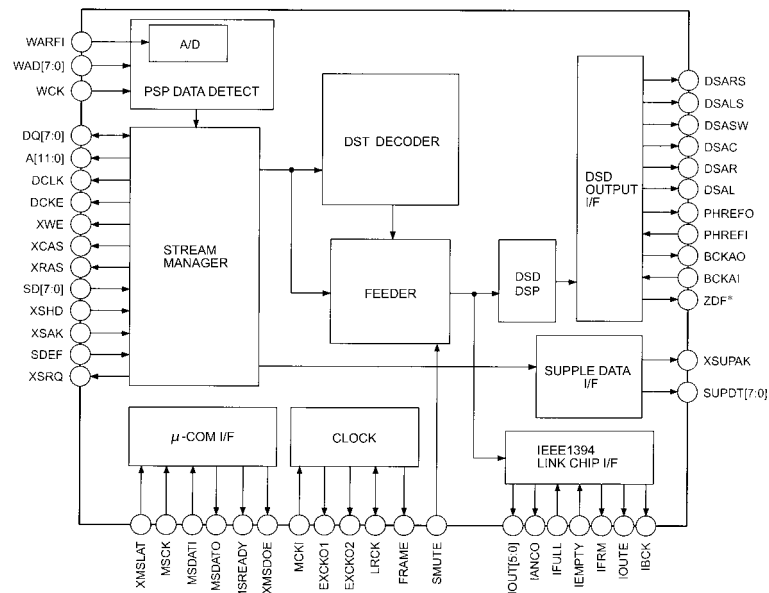 WARFI
WAD[7:0]
WCK
A/D
PSP DATA DETECT
DQ[7:0]
A[11:0]
DCLK
DCKE
XWE
XCAS
XRAS
SD[7:0]
XSHD
XSAK
SDEF
XSRQ
STREAM
MANAGER
DST DECODER
FEEDER
DSD
DSP
DSD
OUTPUT
I/F
DSARS
DSALS
DSASW
DSAC
DSAR
DSAL
PHREFO
PHREFI
BCKAO
BCKAI
ZDF*
SUPPLE DATA
I/F
XSUPAK
SUPDT[7:0]
μ-COM I/F
CLOCK
IEEE1394
LINK CHIP I/F
XMSLAT
MSCK
MSDATI
MSDATO
MSREADY
XMSDOE
MCKI
EXCKO1
EXCKO2
LRCK
FRAME
SMUTE
IOUT[5:0]
IANCO
IFULL
IEMPTY
IFRM
IOUTE
IBCK